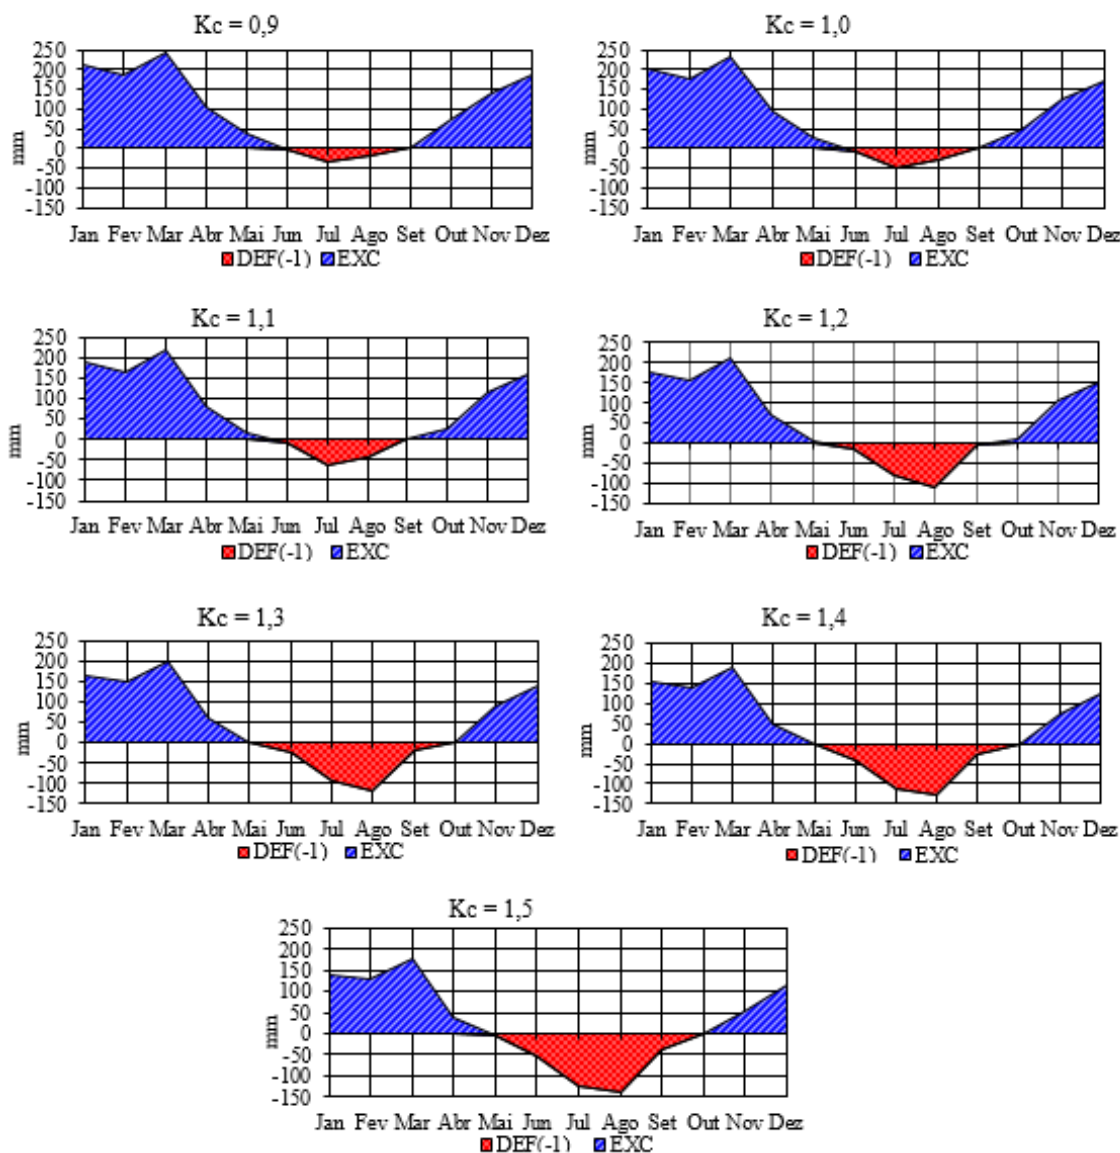 Kc = 0,9
250
200
150
100
50
0
-50
-100
-150
mm
Jan Fev Mar Abr Mai Jun Jul Ago Set Out Nov Dez
DEF(-1) EXC
Kc = 1,0
250
200
150
100
50
0
-50
-100
-150
mm
Jan Fev Mar Abr Mai Jun Jul Ago Set Out Nov Dez
DEF(-1) EXC
Kc = 1,1
250
200
150
100
50
0
-50
-100
-150
mm
Jan Fev Mar Abr Mai Jun Jul Ago Set Out Nov Dez
DEF(-1) EXC
Kc = 1,2
250
200
150
100
50
0
-50
-100
-150
mm
Jan Fev Mar Abr Mai Jun Jul Ago Set Out Nov Dez
DEF(-1) EXC
Kc = 1,3
250
200
150
100
50
0
-50
-100
-150
mm
Jan Fev Mar Abr Mai Jun Jul Ago Set Out Nov Dez
DEF(-1) EXC
Kc = 1,4
250
200
150
100
50
0
-50
-100
-150
mm
Jan Fev Mar Abr Mai Jun Jul Ago Set Out Nov Dez
DEF(-1) EXC
Kc = 1,5
250
200
150
100
50
0
-50
-100
-150
mm
Jan Fev Mar Abr Mai Jun Jul Ago Set Out Nov Dez
DEF(-1) EXC